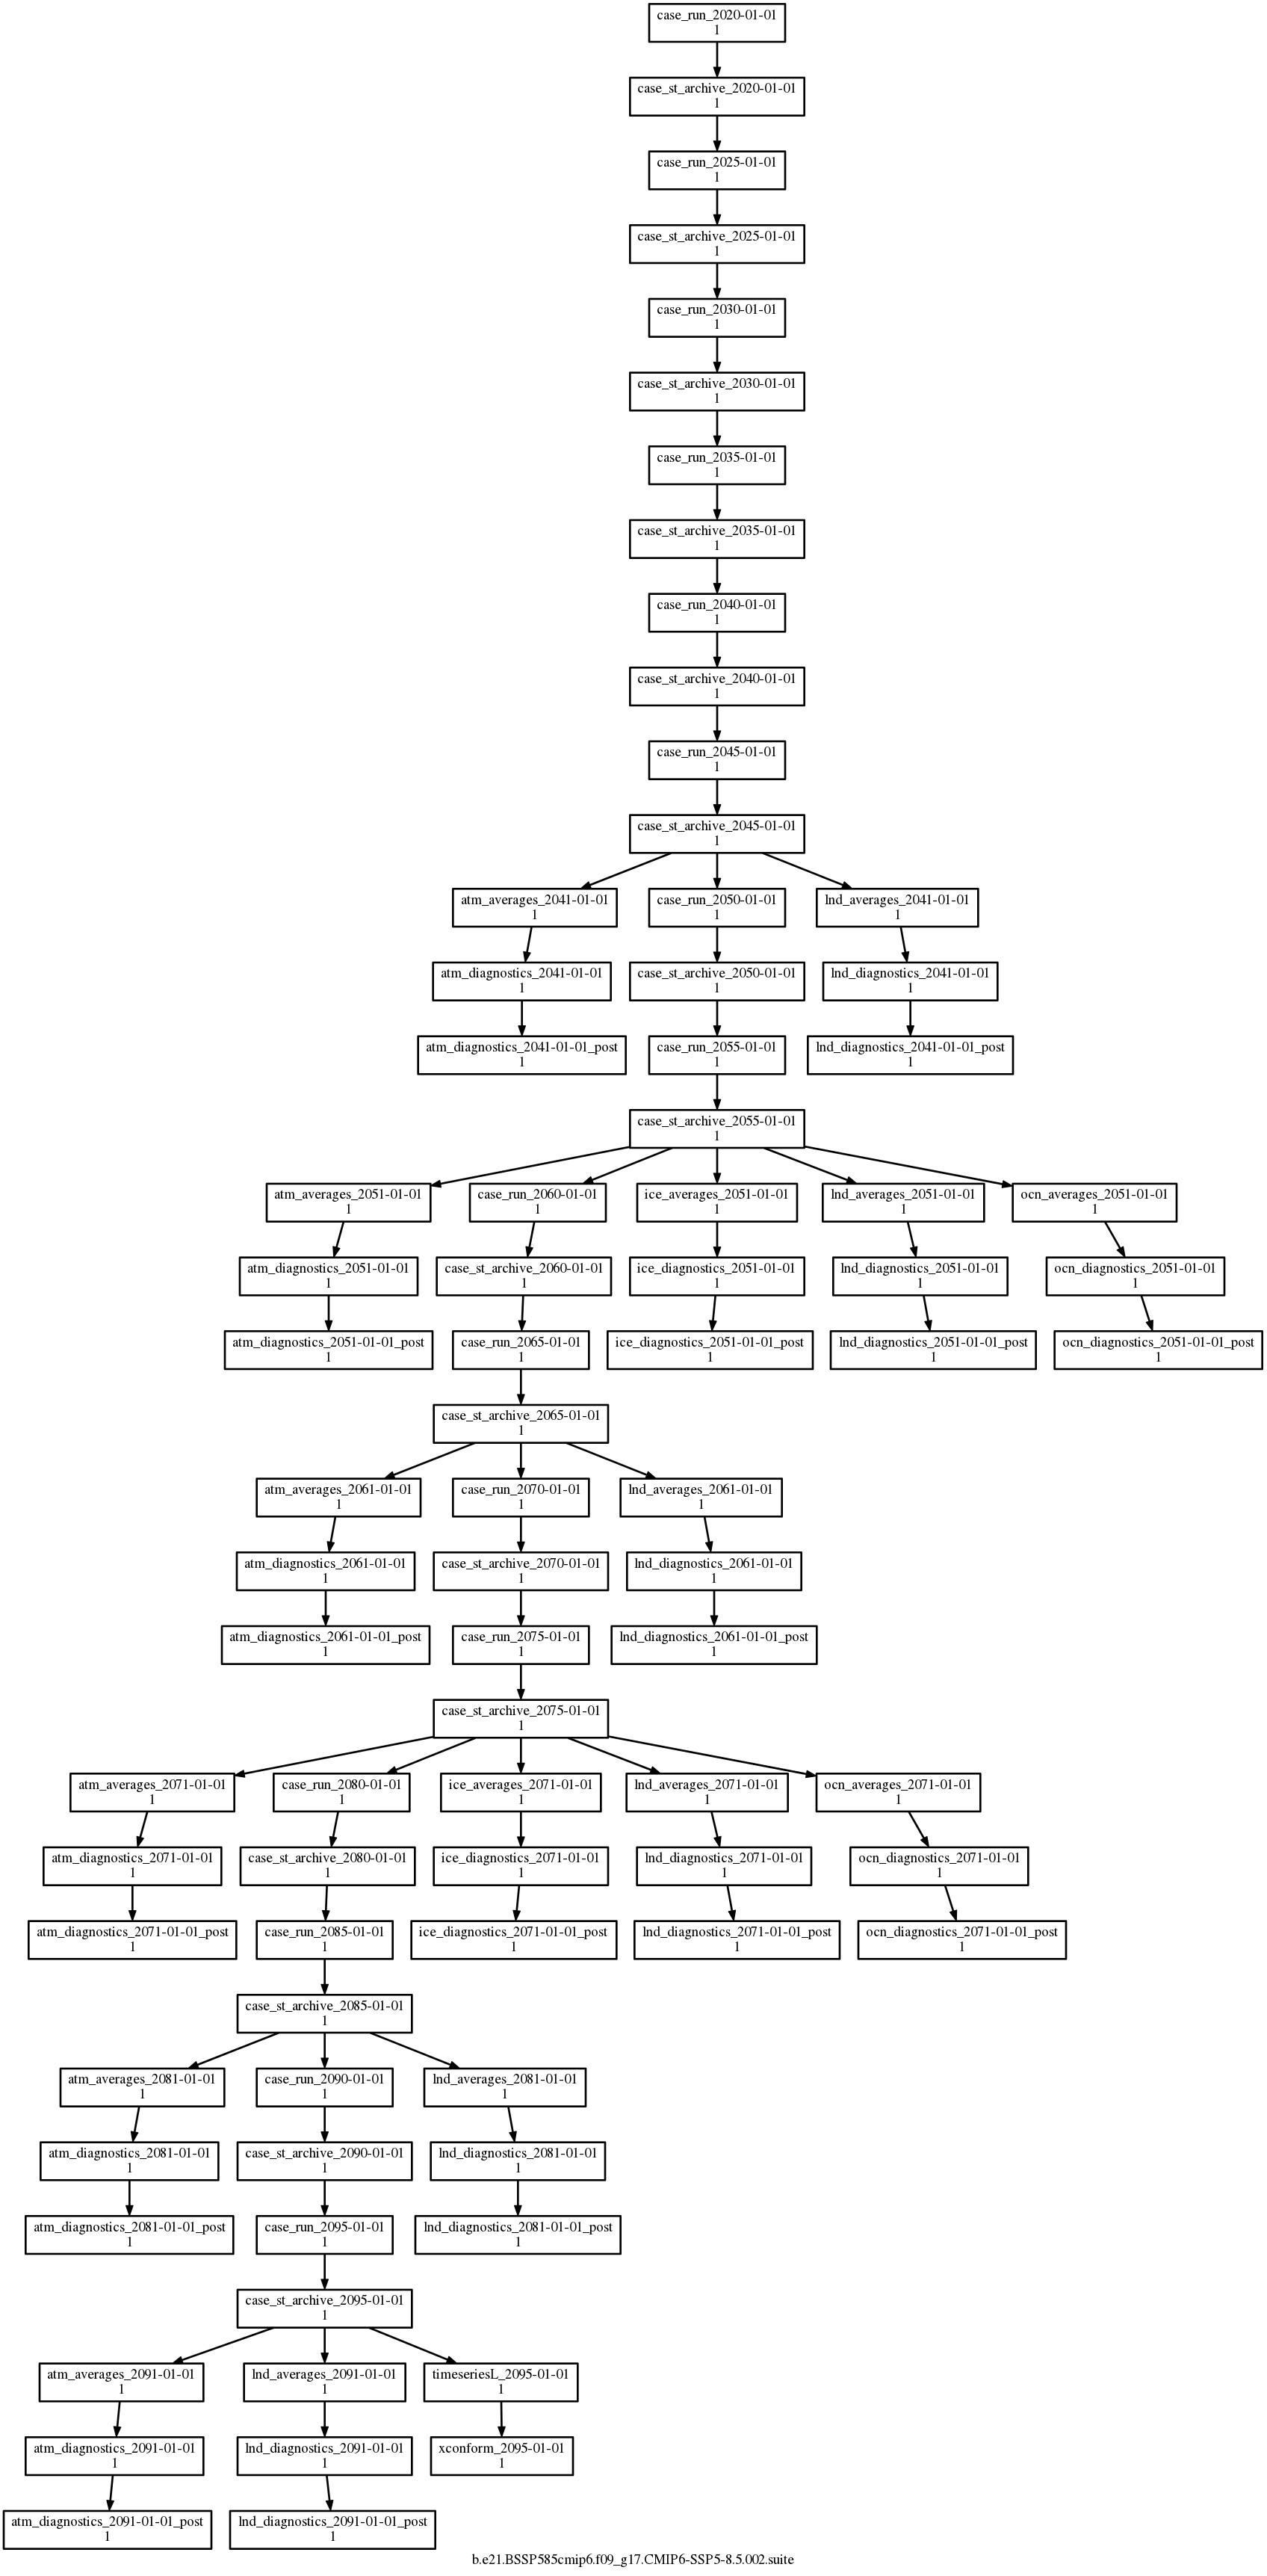 case_run_2020-01-01
1
case_st_archive_2020-01-01
1
case_run_2025-01-01
1
case_st_archive_2025-01-01
1
case_run_2030-01-01
1
case_st_archive_2030-01-01
1
case_run_2035-01-01
1
case_st_archive_2035-01-01
1
case_run_2040-01-01
1
case_st_archive_2040-01-01
1
case_run_2045-01-01
1
case_st_archive_2045-01-01
1
atm_averages_2041-01-01
1
case_run_2050-01-01
1
lnd_averages_2041-01-01
1
atm_diagnostics_2041-01-01
1
case_st_archive_2050-01-01
1
lnd_diagnostics_2041-01-01
1
atm_diagnostics_2041-01-01_post
1
case_run_2055-01-01
1
lnd_diagnostics_2041-01-01_post
1
case_st_archive_2055-01-01
1
atm_averages_2051-01-01
1
case_run_2060-01-01
1
ice_averages_2051-01-01
1
lnd_averages_2051-01-01
1
ocn_averages_2051-01-01
1
atm_diagnostics_2051-01-01
1
case_st_archive_2060-01-01
1
ice_diagnostics_2051-01-01
1
lnd_diagnostics_2051-01-01
1
ocn_diagnostics_2051-01-01
1
atm_diagnostics_2051-01-01_post
1
case_run_2065-01-01
1
ice_diagnostics_2051-01-01_post
1
lnd_diagnostics_2051-01-01_post
1
ocn_diagnostics_2051-01-01_post
1
case_st_archive_2065-01-01
1
atm_averages_2061-01-01
1
case_run_2070-01-01
1
lnd_averages_2061-01-01
1
atm_diagnostics_2061-01-01
1
case_st_archive_2070-01-01
1
lnd_diagnostics_2061-01-01
1
atm_diagnostics_2061-01-01_post
1
case_run_2075-01-01
1
lnd_diagnostics_2061-01-01_post
1
case_st_archive_2075-01-01
1
atm_averages_2071-01-01
1
case_run_2080-01-01
1
ice_averages_2071-01-01
1
lnd_averages_2071-01-01
1
ocn_averages_2071-01-01
1
atm_diagnostics_2071-01-01
1
case_st_archive_2080-01-01
1
ice_diagnostics_2071-01-01
1
lnd_diagnostics_2071-01-01
1
ocn_diagnostics_2071-01-01
1
atm_diagnostics_2071-01-01_post
1
case_run_2085-01-01
1
ice_diagnostics_2071-01-01_post
1
lnd_diagnostics_2071-01-01_post
1
ocn_diagnostics_2071-01-01_post
1
case_st_archive_2085-01-01
1
atm_averages_2081-01-01
1
case_run_2090-01-01
1
lnd_averages_2081-01-01
1
atm_diagnostics_2081-01-01
1
case_st_archive_2090-01-01
1
lnd_diagnostics_2081-01-01
1
atm_diagnostics_2081-01-01_post
1
case_run_2095-01-01
1
lnd_diagnostics_2081-01-01_post
1
case_st_archive_2095-01-01
1
atm_averages_2091-01-01
1
lnd_averages_2091-01-01
1
timeseriesL_2095-01-01
1
atm_diagnostics_2091-01-01
1
lnd_diagnostics_2091-01-01
1
xconform_2095-01-01
1
atm_diagnostics_2091-01-01_post
1
lnd_diagnostics_2091-01-01_post
1
b.e21.BSSP585cmip6.f09_g17.CMIP6-SSP5-8.5.002.suite